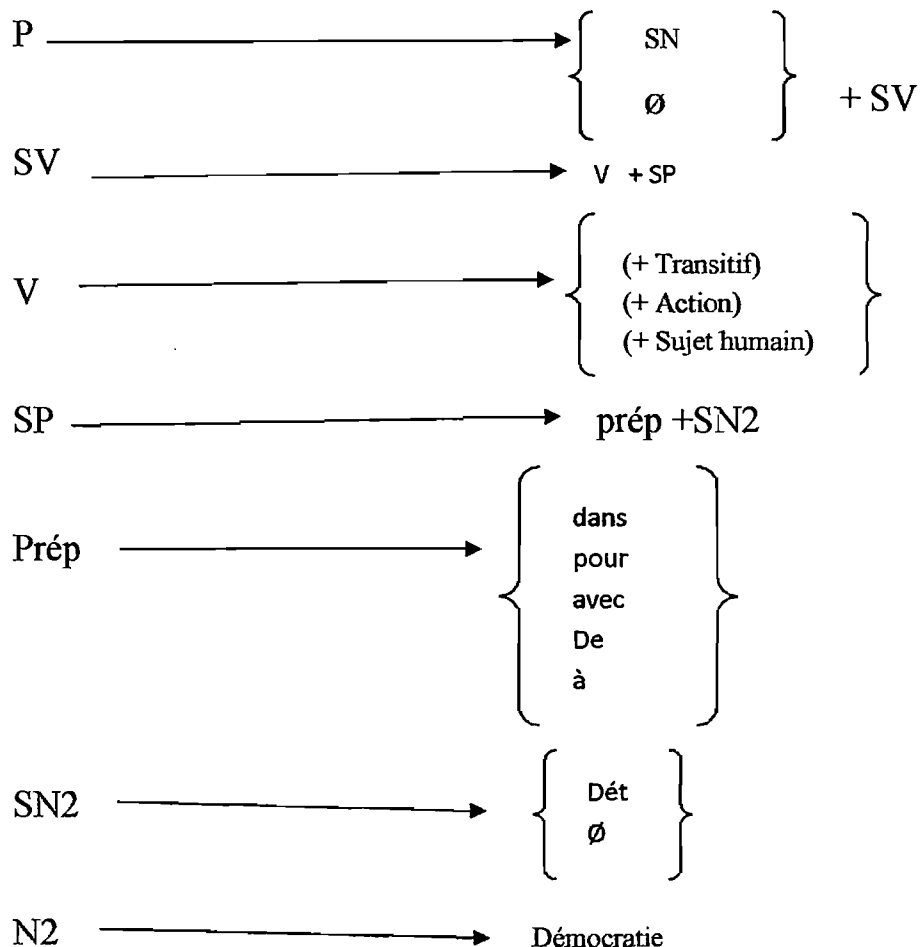 P → { SN
Ø } + SV
SV → V + SP
V → { (+ Transitif)
(+ Action)
(+ Sujet humain) }
SP → prép +SN2
Prép → { dans
pour
avec
De
à }
SN2 → { Dét
Ø }
N2 → Démocratie